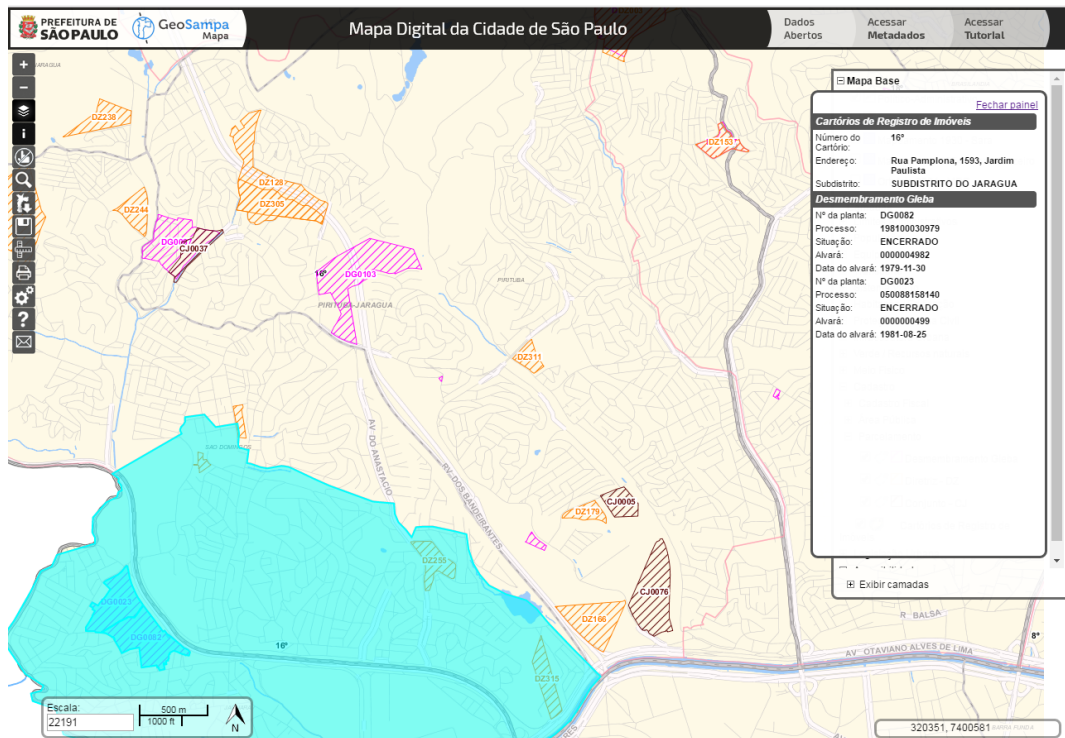 PREFEITURA DE
SÃO PAULO
GeoSampa
Mapa
Mapa Digital da Cidade de São Paulo
Dados
Abertos
Acessar
Metadados
Acessar
Tutorial
Mapa Base
Fechar painel
Cartórios de Registro de Imóveis
Número do Cartório: 16º
Endereço: Rua Pamplona, 1593, Jardim
Paulista
Subdistrito: SUBDISTRITO DO JARAGUA
Desmembramento Gleba
Nº da planta: DG0082
Processo: 198100030979
Situação: ENCERRADO
Alvará: 0000004982
Data do alvará: 1979-11-30
Nº da planta: DG0023
Processo: 050088158140
Situação: ENCERRADO
Alvará: 0000000499
Data do alvará: 1981-08-25
Exibir camadas
DZ238
DZ153
DZ128
DZ305
DZ244
CJ0037
16º
DG0103
PIRITUBA
PIRITUBA-JARAGUA
DZ311
AV DO ANASTACIO
RV. DOS BANDEIRANTES
SAO DOMINGOS
CJ0005
DZ179
DZ255
CJ0076
DG0023
DZ166
DG0082
16º
R BALSA
8º
AV OTAVIANO ALVES DE LIMA
DZ315
Escala:
22191
500 m
1000 ft
N
320351, 7400581
BARRA FUNDA